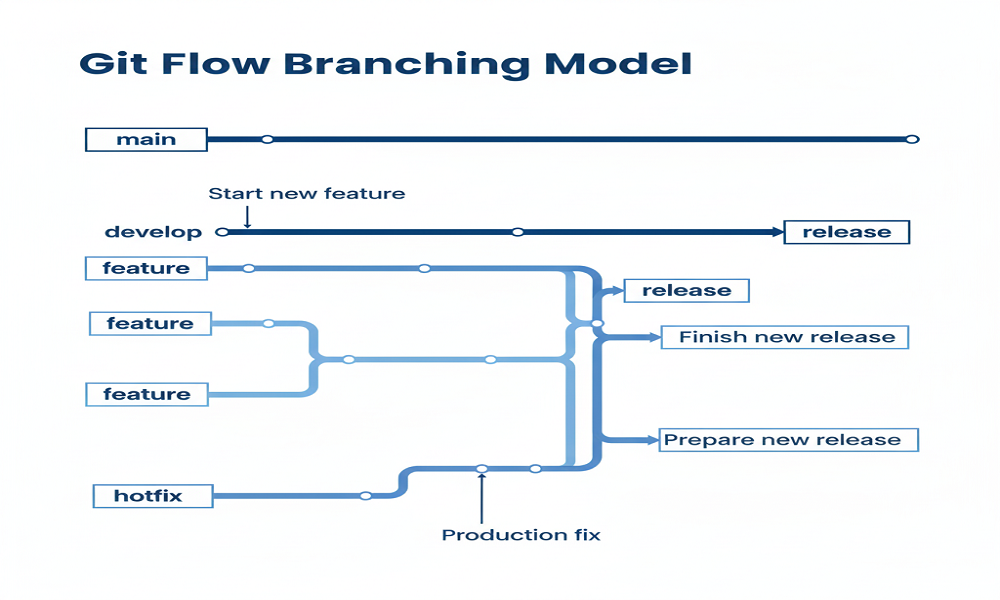 Git Flow Branching Model
main
Start new feature
develop
release
feature
release
feature
Finish new release
feature
Prepare new release
hotfix
Production fix